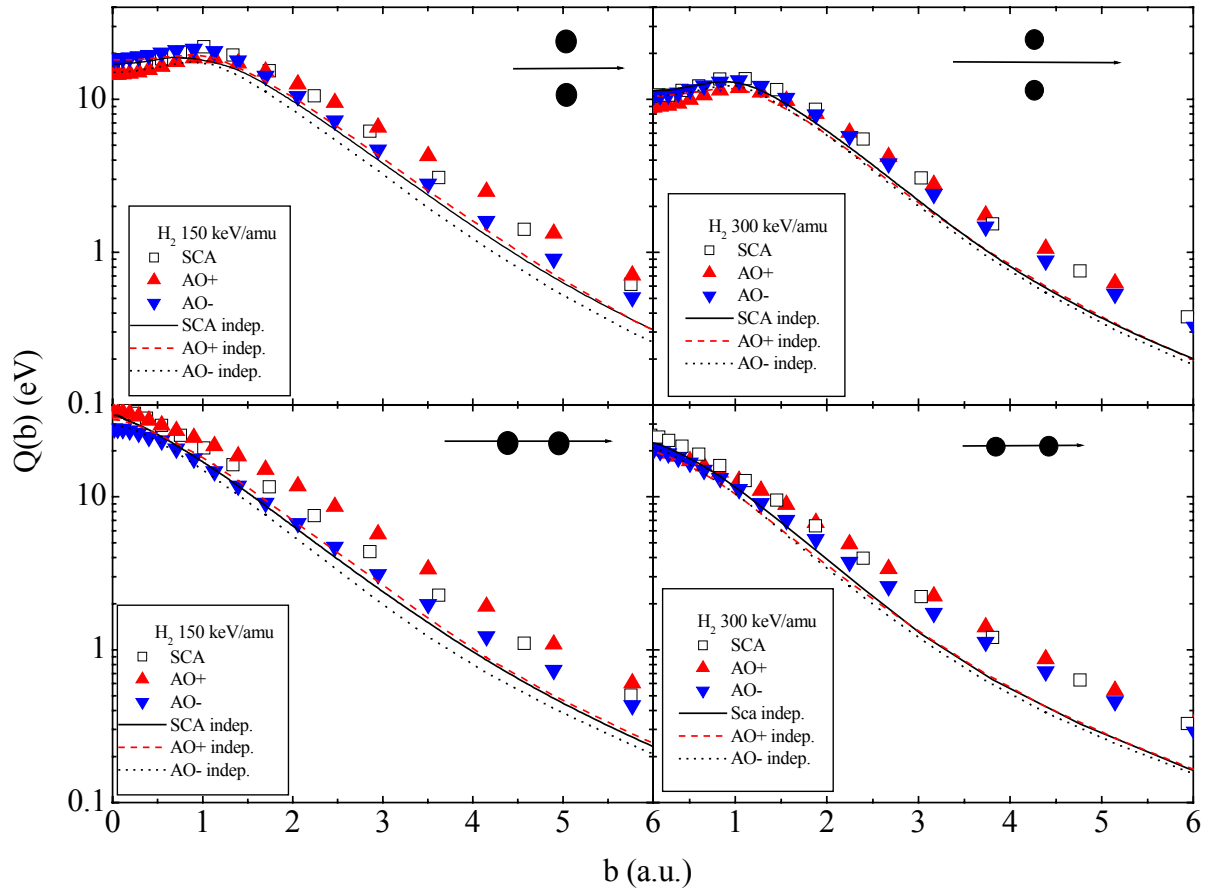 10
1
0.1
H2 150 keV/amu
SCA
AO+
AO-
SCA indep.
AO+ indep.
AO- indep.
H2 300 keV/amu
SCA
AO+
AO-
SCA indep.
AO+ indep.
AO- indep.
Q(b) (eV)
10
1
0.1
H2 150 keV/amu
SCA
AO+
AO-
SCA indep.
AO+ indep.
AO- indep.
H2 300 keV/amu
SCA
AO+
AO-
Sca indep.
AO+ indep.
AO- indep.
0 1 2 3 4 5 6 1 2 3 4 5 6
b (a.u.)